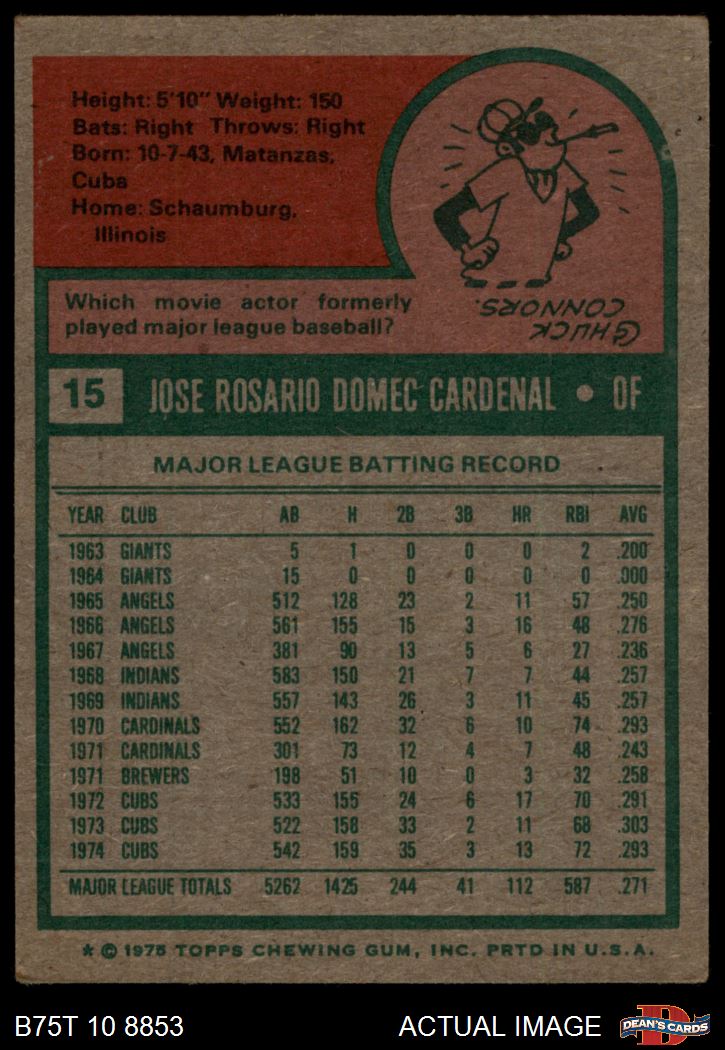 Height: 5'10" Weight: 150
Bats: Right Throws: Right
Born: 10-7-43, Matanzas,
Cuba
Home: Schaumburg,
Illinois
Which movie actor formerly
played major league baseball?
CHUCK
CONNORS.
15 JOSE ROSARIO DOMEC CARDENAL • OF
MAJOR LEAGUE BATTING RECORD
YEAR CLUB AB H 2B 3B HR RBI AVG
1963 GIANTS 5 1 0 0 0 2 .200
1964 GIANTS 15 0 0 0 0 0 .000
1965 ANGELS 512 128 23 2 11 57 .250
1966 ANGELS 561 155 15 3 16 48 .276
1967 ANGELS 381 90 13 5 6 27 .236
1968 INDIANS 583 150 21 7 7 44 .257
1969 INDIANS 557 143 26 3 11 45 .257
1970 CARDINALS 552 162 32 6 10 74 .293
1971 CARDINALS 301 73 12 4 7 48 .243
1971 BREWERS 198 51 10 0 3 32 .258
1972 CUBS 533 155 24 6 17 70 .291
1973 CUBS 522 158 33 2 11 68 .303
1974 CUBS 542 159 35 3 13 72 .293
MAJOR LEAGUE TOTALS 5262 1425 244 41 112 587 .271
* © 1975 TOPPS CHEWING GUM, INC. PRTD IN U.S.A.
B75T 10 8853 ACTUAL IMAGE DEAN'S CARDS